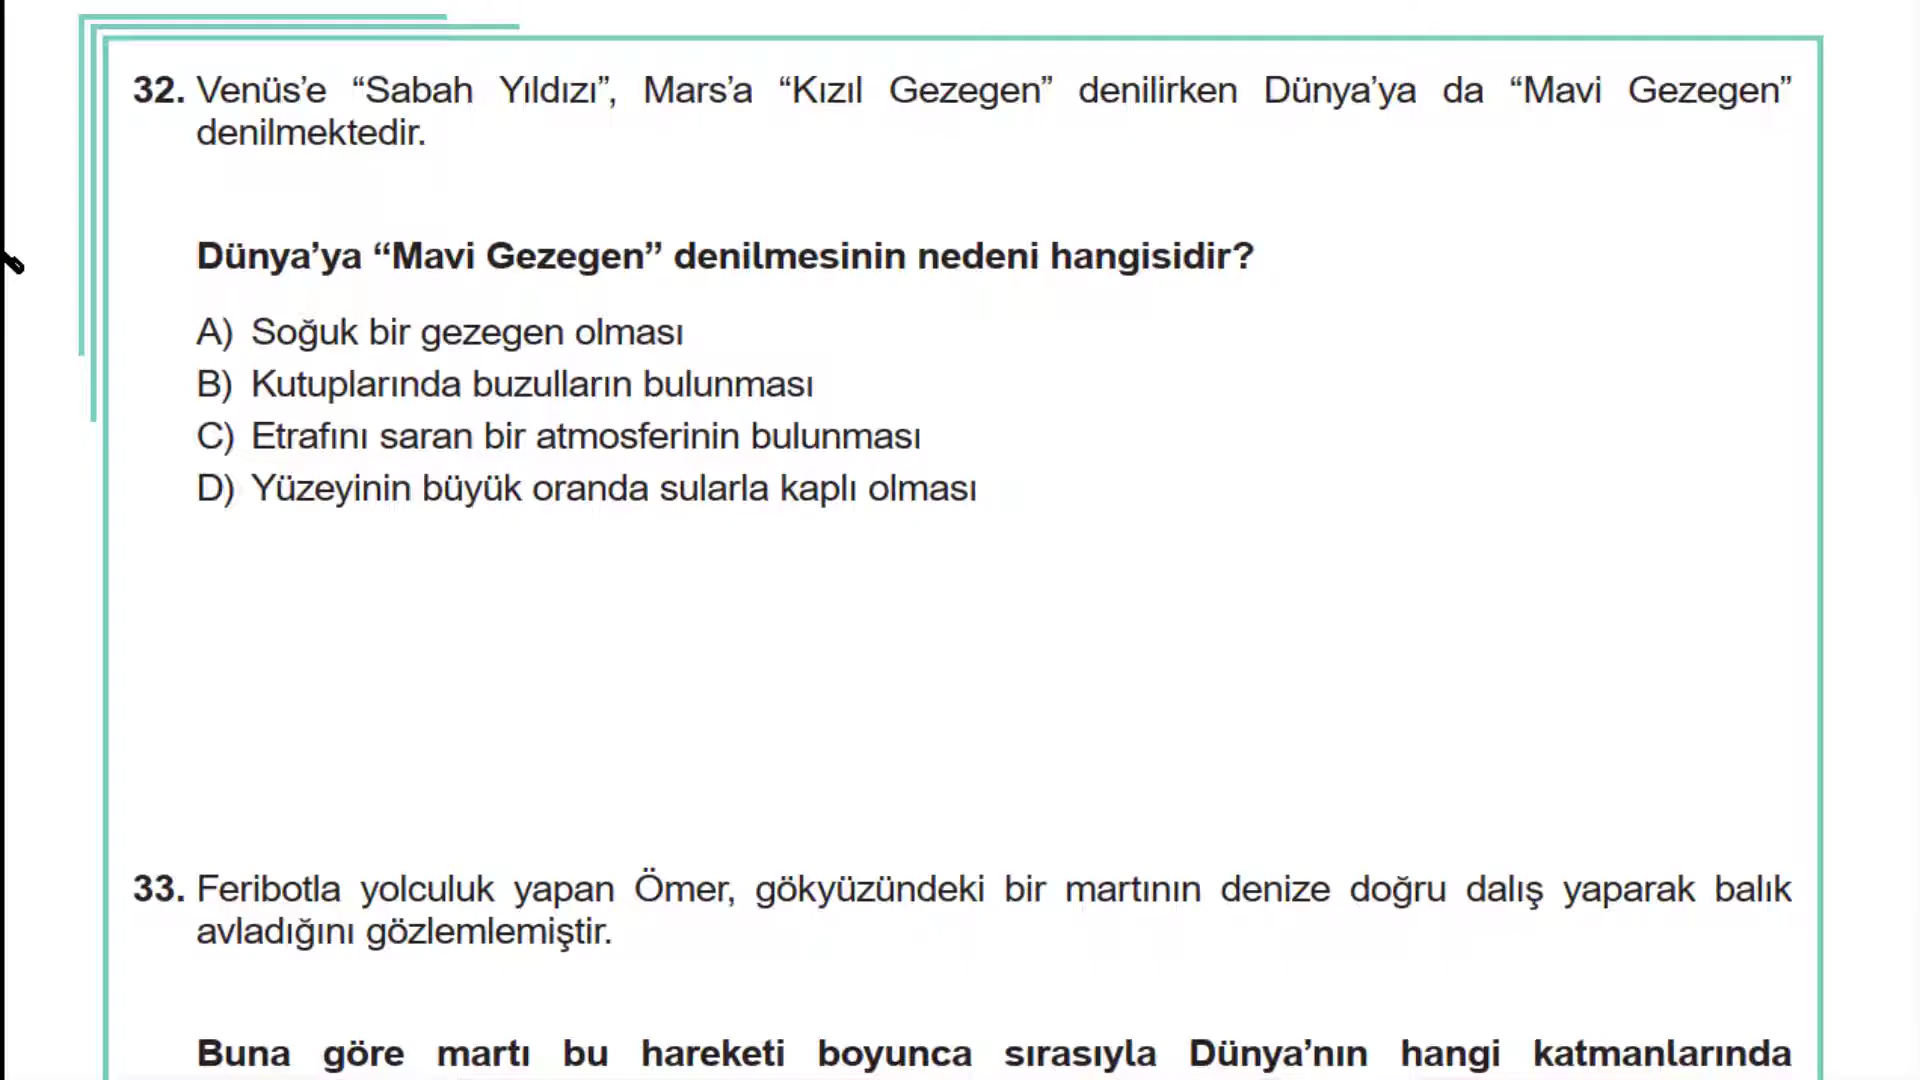 32. Venüs’e “Sabah Yıldızı”, Mars’a “Kızıl Gezegen” denilirken Dünya’ya da “Mavi Gezegen”
denilmektedir.
Dünya’ya “Mavi Gezegen” denilmesinin nedeni hangisidir?
A) Soğuk bir gezegen olması
B) Kutuplarında buzulların bulunması
C) Etrafını saran bir atmosferinin bulunması
D) Yüzeyinin büyük oranda sularla kaplı olması
33. Feribotla yolculuk yapan Ömer, gökyüzündeki bir martının denize doğru dalış yaparak balık
avladığını gözlemlemiştir.
Buna göre martı bu hareketi boyunca sırasıyla Dünya’nın hangi katmanlarında